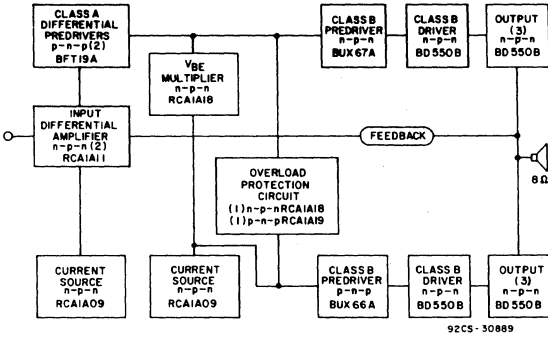 CLASS A
DIFFERENTIAL
PREDRIVERS
p-n-p(2)
BFT19A
VBE
MULTIPLIER
n-p-n
RCA1A18
CLASS B
PREDRIVER
n-p-n
BUX67A
CLASS B
DRIVER
n-p-n
BD550B
OUTPUT
(3)
n-p-n
BD550B
INPUT
DIFFERENTIAL
AMPLIFIER
n-p-n(2)
RCA1A11
FEEDBACK
8Ω
OVERLOAD
PROTECTION
CIRCUIT
(1)n-p-nRCA1A18
(1)p-n-pRCA1A19
CURRENT
SOURCE
n-p-n
RCA1A09
CURRENT
SOURCE
n-p-n
RCA1A09
CLASS B
PREDRIVER
p-n-p
BUX66A
CLASS B
DRIVER
n-p-n
BD550B
OUTPUT
(3)
n-p-n
BD550B
92CS-30889